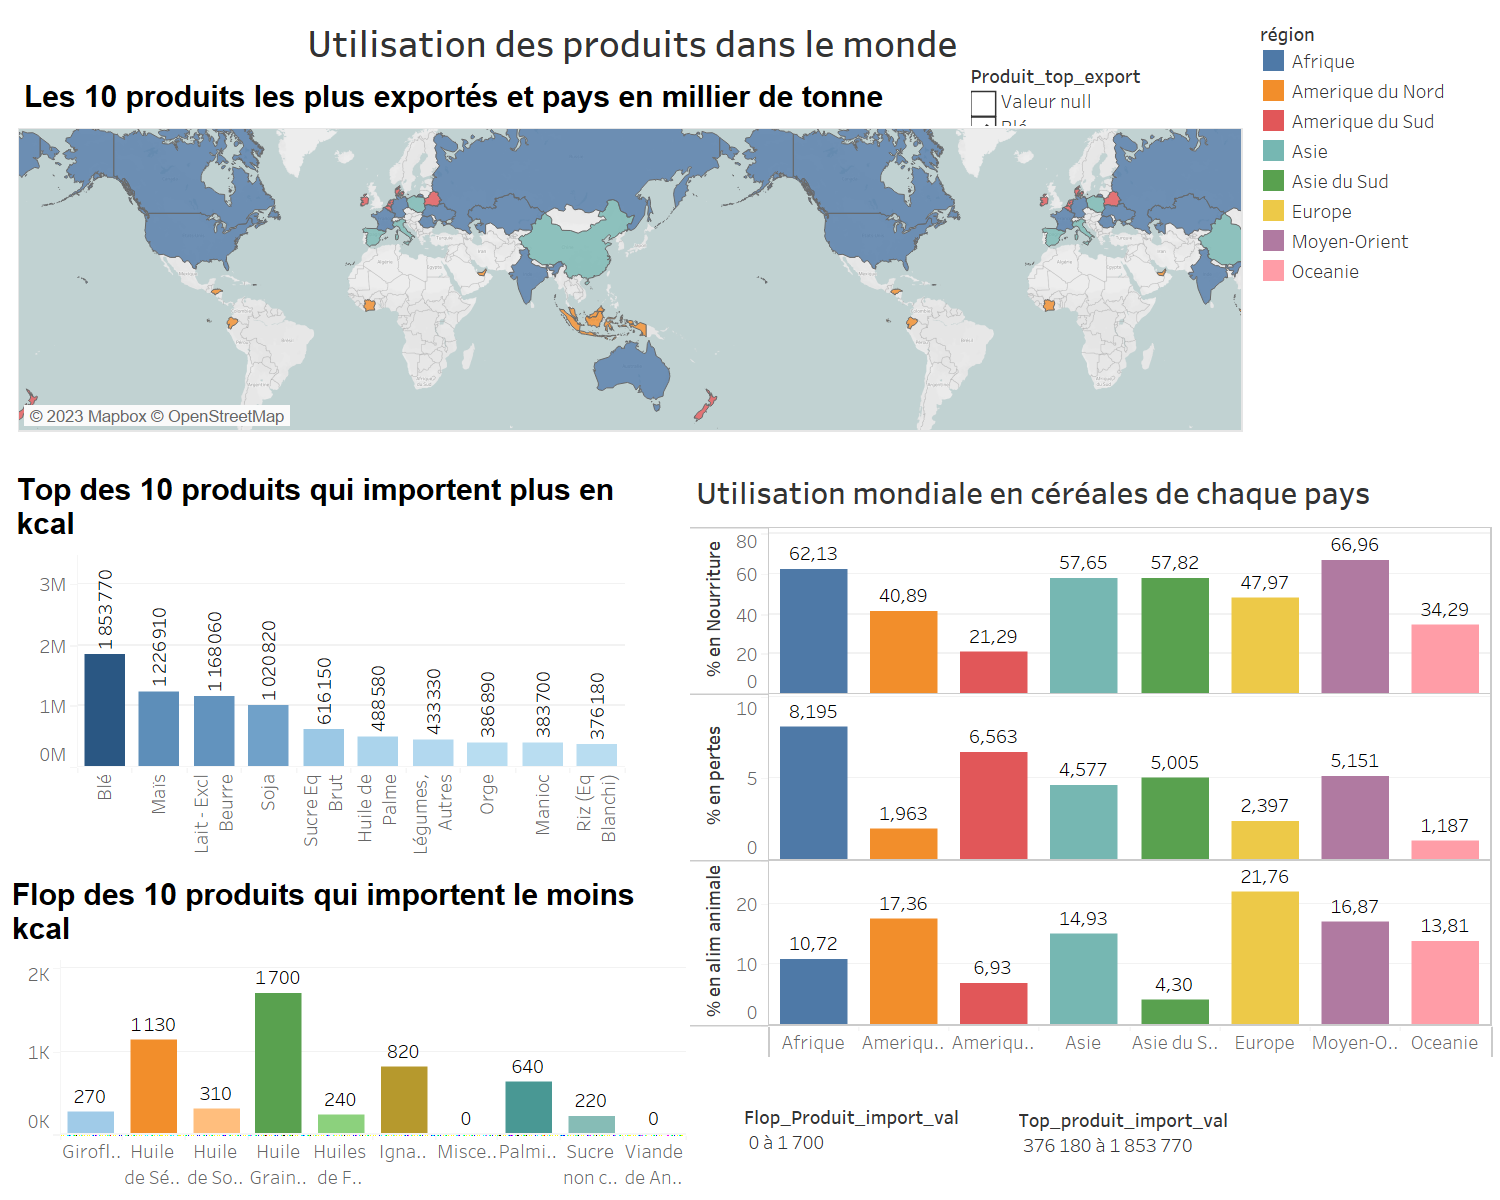 Utilisation des produits dans le monde
région
Afrique
Amerique du Nord
Amerique du Sud
Asie
Asie du Sud
Europe
Moyen-Orient
Oceanie
Produit_top_export
Valeur null
Blé
Les 10 produits les plus exportés et pays en millier de tonne
© 2023 Mapbox © OpenStreetMap
Top des 10 produits qui importent plus en
kcal
3M
2M
1M
0M
1 853 770
1 226 910
1 168 060
1 020 820
616 150
488 580
433 330
386 890
383 700
376 180
Blé
Maïs
Lait - Excl
Beurre
Soja
Sucre Eq
Brut
Huile de
Palme
Légumes,
Autres
Orge
Manioc
Riz (Eq
Blanchi)
Flop des 10 produits qui importent le moins
kcal
2K
1K
0K
270
1 130
310
1 700
240
820
0
640
220
0
Girofl..
Huile
de Sé..
Huile
de So..
Huile
Grain..
Huiles
de F..
Igna..
Misce..
Palmi..
Sucre
non c..
Viande
de An..
Utilisation mondiale en céréales de chaque pays
% en Nourriture
80
60
40
20
0
62,13
40,89
21,29
57,65
57,82
47,97
66,96
34,29
% en pertes
10
5
0
8,195
1,963
6,563
4,577
5,005
2,397
5,151
1,187
% en alim animale
20
10
0
10,72
17,36
6,93
14,93
4,30
21,76
16,87
13,81
Afrique
Ameriqu..
Ameriqu..
Asie
Asie du S..
Europe
Moyen-O..
Oceanie
Flop_Produit_import_val
0 à 1 700
Top_produit_import_val
376 180 à 1 853 770